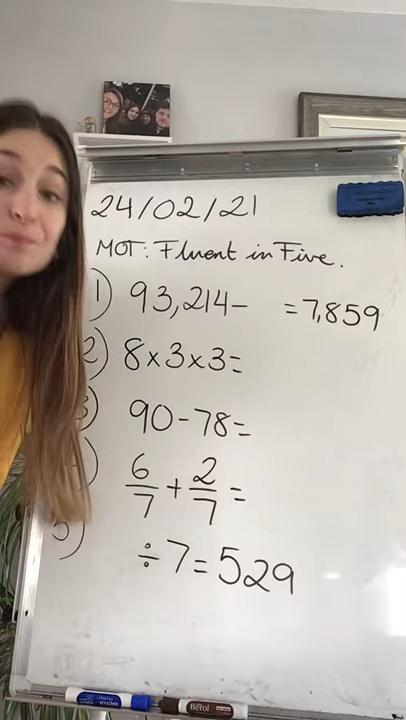 24/02/21
MOT: Fluent in Five.
1) 93,214- =7,859
2) 8x3x3=
3) 90-78=
) 6/7 + 2/7 =
5) ÷7=529
Berol